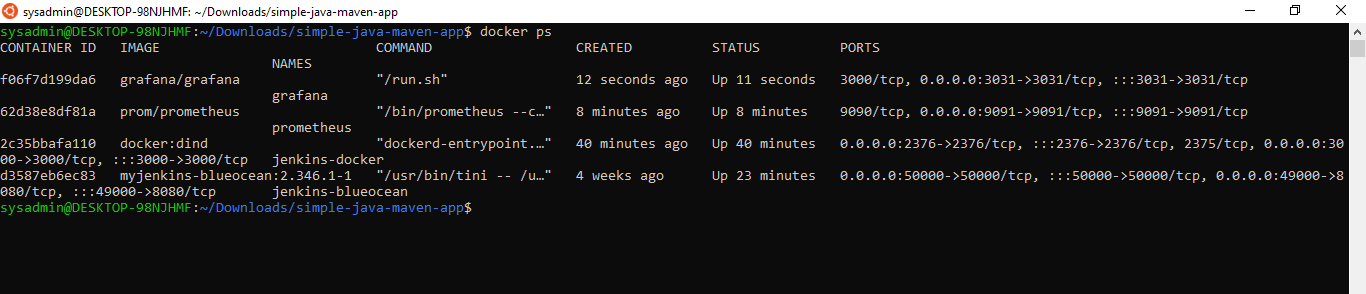 sysadmin@DESKTOP-98NJHMF: ~/Downloads/simple-java-maven-app
sysadmin@DESKTOP-98NJHMF:~/Downloads/simple-java-maven-app$ docker ps
CONTAINER ID   IMAGE                           COMMAND                  CREATED          STATUS          PORTS
                                  NAMES
f06f7d199da6   grafana/grafana                 "/run.sh"                12 seconds ago   Up 11 seconds   3000/tcp, 0.0.0.0:3031->3031/tcp, :::3031->3031/tcp
                                  grafana
62d38e8df81a   prom/prometheus                 "/bin/prometheus --c…"   8 minutes ago    Up 8 minutes    9090/tcp, 0.0.0.0:9091->9091/tcp, :::9091->9091/tcp
                                  prometheus
2c35bbafa110   docker:dind                     "dockerd-entrypoint.…"   40 minutes ago   Up 40 minutes   0.0.0.0:2376->2376/tcp, :::2376->2376/tcp, 2375/tcp, 0.0.0.0:30
00->3000/tcp, :::3000->3000/tcp   jenkins-docker
d3587eb6ec83   myjenkins-blueocean:2.346.1-1   "/usr/bin/tini -- /u…"   4 weeks ago      Up 23 minutes   0.0.0.0:50000->50000/tcp, :::50000->50000/tcp, 0.0.0.0:49000->8
080/tcp, :::49000->8080/tcp       jenkins-blueocean
sysadmin@DESKTOP-98NJHMF:~/Downloads/simple-java-maven-app$